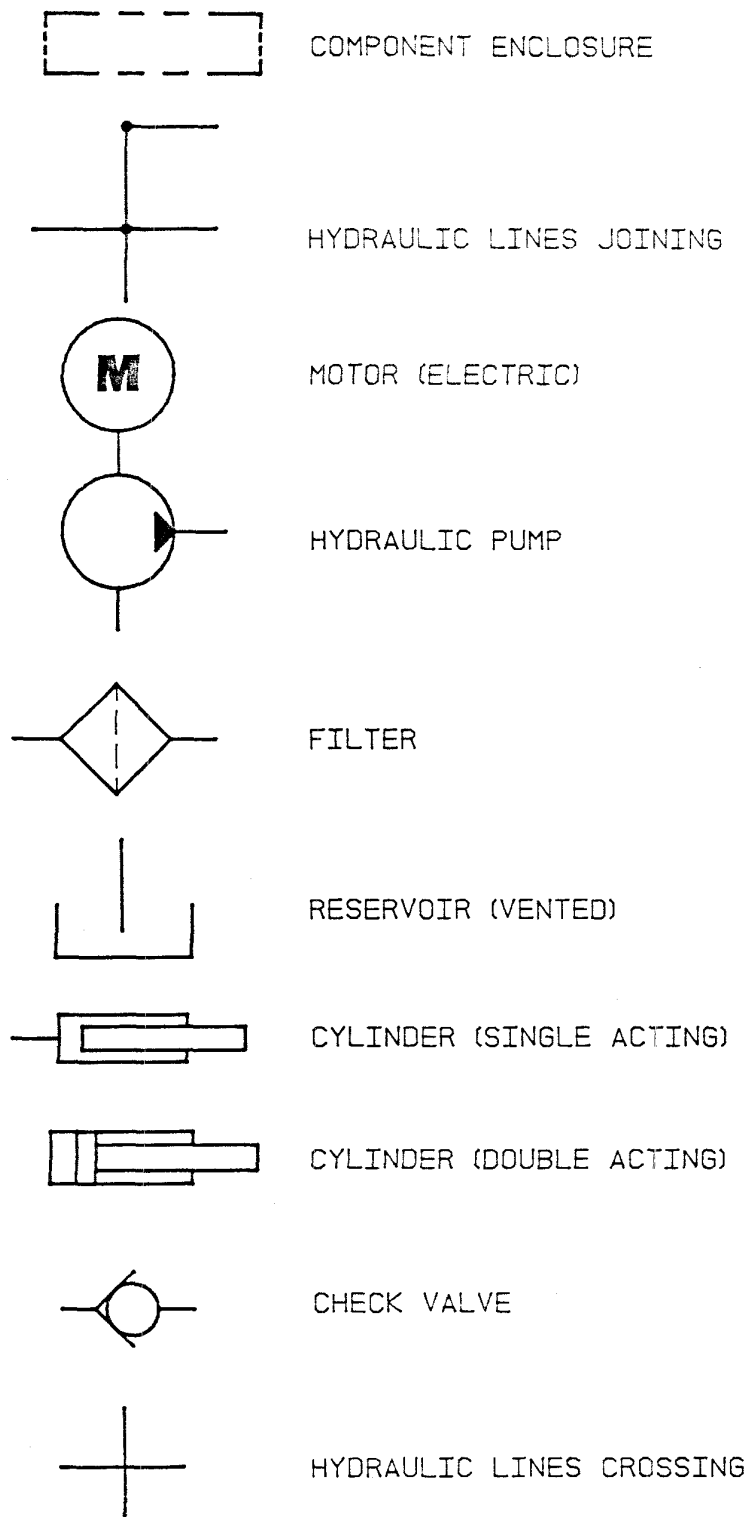 COMPONENT ENCLOSURE
HYDRAULIC LINES JOINING
M
MOTOR (ELECTRIC)
HYDRAULIC PUMP
FILTER
RESERVOIR (VENTED)
CYLINDER (SINGLE ACTING)
CYLINDER (DOUBLE ACTING)
CHECK VALVE
HYDRAULIC LINES CROSSING